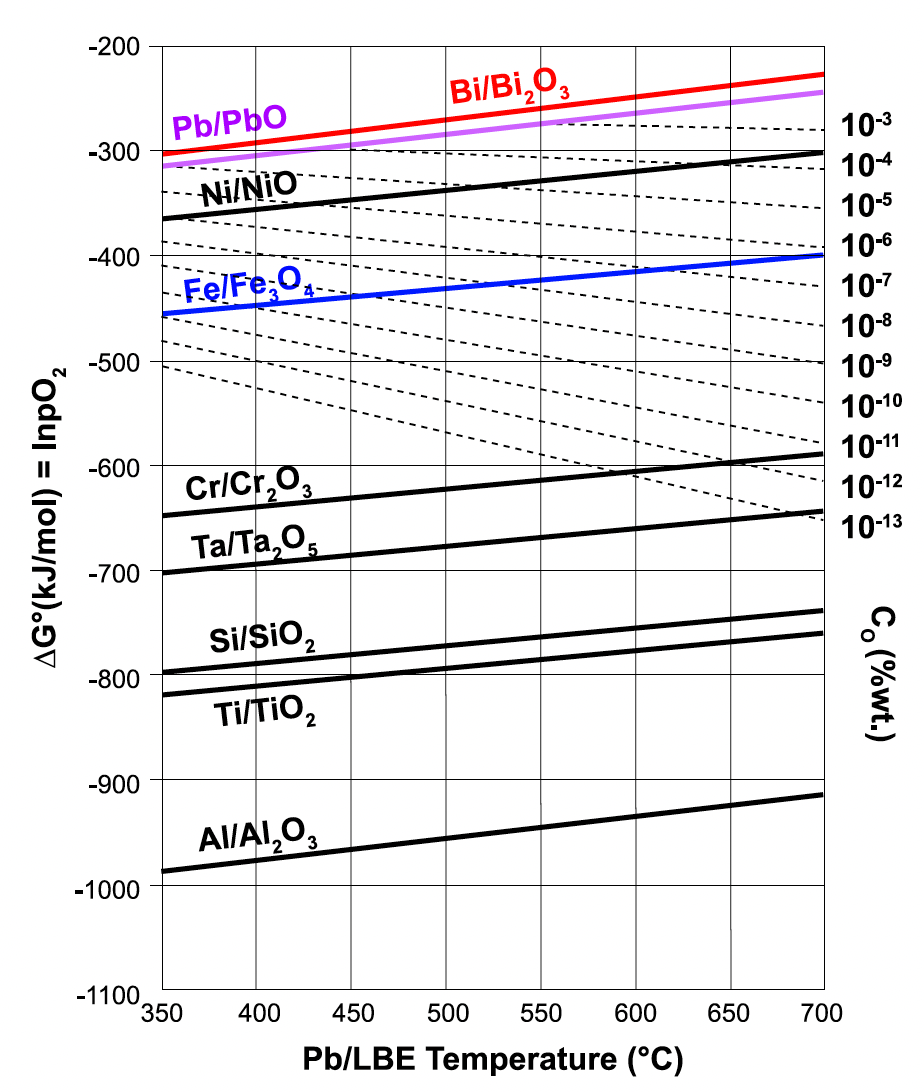 -200
-300
-400
-500
-600
-700
-800
-900
-1000
-1100
ΔG°(kJ/mol) = lnpO₂
Bi/Bi₂O₃
Pb/PbO
Ni/NiO
Fe/Fe₃O₄
Cr/Cr₂O₃
Ta/Ta₂O₅
Si/SiO₂
Ti/TiO₂
Al/Al₂O₃
10⁻³
10⁻⁴
10⁻⁵
10⁻⁶
10⁻⁷
10⁻⁸
10⁻⁹
10⁻¹⁰
10⁻¹¹
10⁻¹²
10⁻¹³
C_O (%wt.)
350 400 450 500 550 600 650 700
Pb/LBE Temperature (°C)